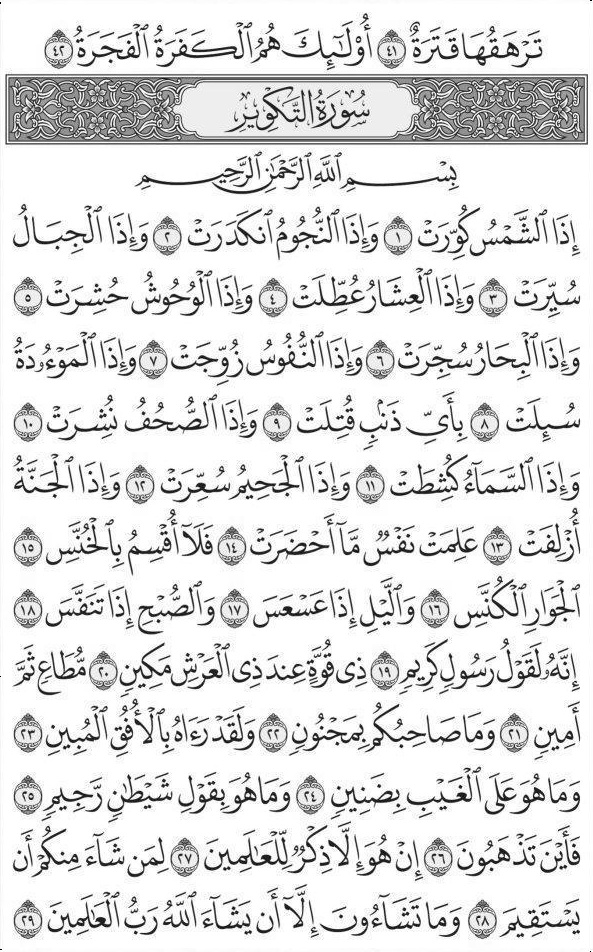 تَرْهَقُهَا قَتَرَةٌ ٤١ أُوْلَٰٓئِكَ هُمُ ٱلْكَفَرَةُ ٱلْفَجَرَةُ ٤٢
سُورَةُ التَّكْوِيرِ
بِسْمِ ٱللَّهِ ٱلرَّحْمَٰنِ ٱلرَّحِيمِ
إِذَا ٱلشَّمْسُ كُوِّرَتْ ١ وَإِذَا ٱلنُّجُومُ ٱنكَدَرَتْ ٢ وَإِذَا ٱلْجِبَالُ
سُيِّرَتْ ٣ وَإِذَا ٱلْعِشَارُ عُطِّلَتْ ٤ وَإِذَا ٱلْوُحُوشُ حُشِرَتْ ٥
وَإِذَا ٱلْبِحَارُ سُجِّرَتْ ٦ وَإِذَا ٱلنُّفُوسُ زُوِّجَتْ ٧ وَإِذَا ٱلْمَوْءُۥدَةُ
سُئِلَتْ ٨ بِأَيِّ ذَنۢبٍ قُتِلَتْ ٩ وَإِذَا ٱلصُّحُفُ نُشِرَتْ ١٠
وَإِذَا ٱلسَّمَآءُ كُشِطَتْ ١١ وَإِذَا ٱلْجَحِيمُ سُعِّرَتْ ١٢ وَإِذَا ٱلْجَنَّةُ
أُزْلِفَتْ ١٣ عَلِمَتْ نَفْسٌ مَّآ أَحْضَرَتْ ١٤ فَلَآ أُقْسِمُ بِٱلْخُنَّسِ ١٥
ٱلْجَوَارِ ٱلْكُنَّسِ ١٦ وَٱلَّيْلِ إِذَا عَسْعَسَ ١٧ وَٱلصُّبْحِ إِذَا تَنَفَّسَ ١٨
إِنَّهُۥ لَقَوْلُ رَسُولٍ كَرِيمٍ ١٩ ذِي قُوَّةٍ عِندَ ذِي ٱلْعَرْشِ مَكِينٍ ٢٠ مُّطَاعٍ ثَمَّ
أَمِينٍ ٢١ وَمَا صَاحِبُكُم بِمَجْنُونٍ ٢٢ وَلَقَدْ رَءَاهُ بِٱلْأُفُقِ ٱلْمُبِينِ ٢٣
وَمَا هُوَ عَلَى ٱلْغَيْبِ بِضَنِينٍ ٢٤ وَمَا هُوَ بِقَوْلِ شَيْطَٰنٍ رَّجِيمٍ ٢٥
فَأَيْنَ تَذْهَبُونَ ٢٦ إِنْ هُوَ إِلَّا ذِكْرٌ لِّلْعَٰلَمِينَ ٢٧ لِمَن شَآءَ مِنكُمْ أَن
يَسْتَقِيمَ ٢٨ وَمَا تَشَآءُونَ إِلَّآ أَن يَشَآءَ ٱللَّهُ رَبُّ ٱلْعَٰلَمِينَ ٢٩